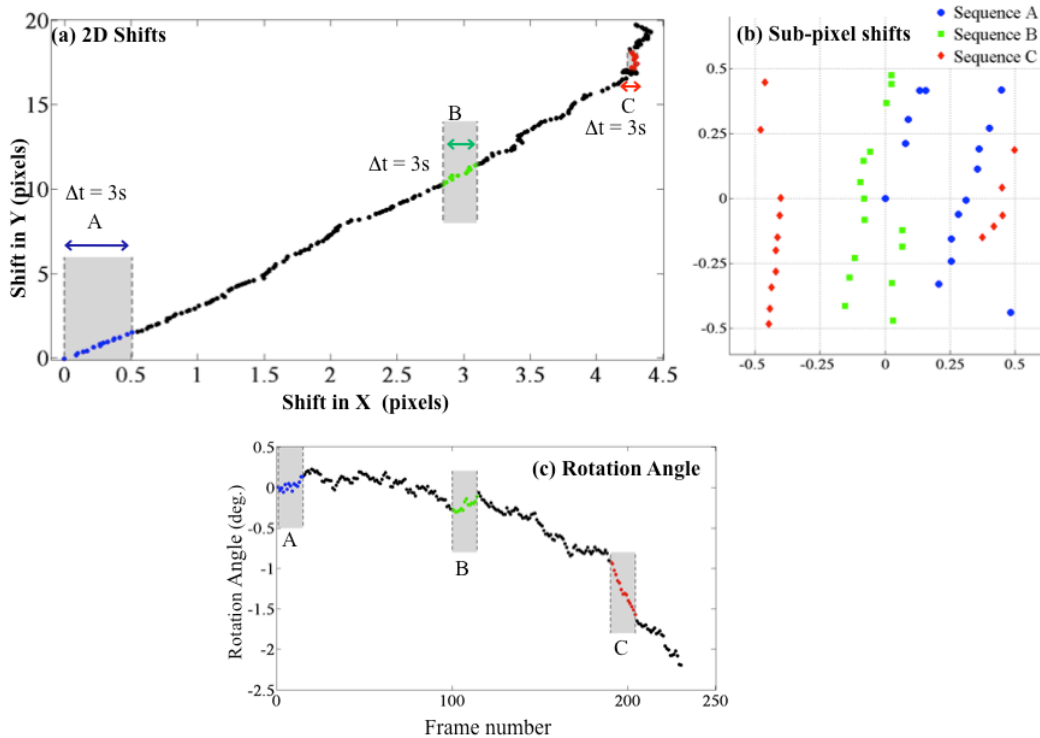 (a) 2D Shifts
20
15
10
5
0
Shift in Y (pixels)
Δt = 3s
A
Δt = 3s
B
C
Δt = 3s
0 0.5 1 1.5 2 2.5 3 3.5 4 4.5
Shift in X (pixels)
Sequence A
Sequence B
Sequence C
(b) Sub-pixel shifts
0.5
0.25
0
-0.25
-0.5
-0.5 -0.25 0 0.25 0.5
(c) Rotation Angle
0.5
0
-0.5
-1
-1.5
-2
-2.5
Rotation Angle (deg.)
A
B
C
0 100 200 250
Frame number